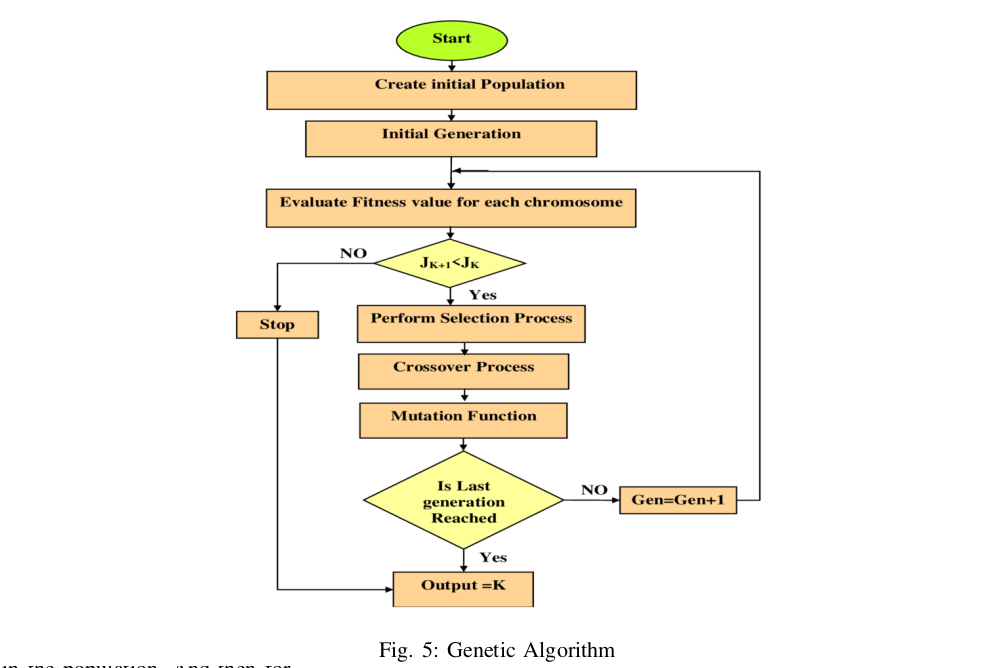 Start
Create initial Population
Initial Generation
Evaluate Fitness value for each chromosome
NO
J_{K+1}<J_K
Yes
Stop
Perform Selection Process
Crossover Process
Mutation Function
Is Last
generation
Reached
NO
Gen=Gen+1
Yes
Output =K
Fig. 5: Genetic Algorithm